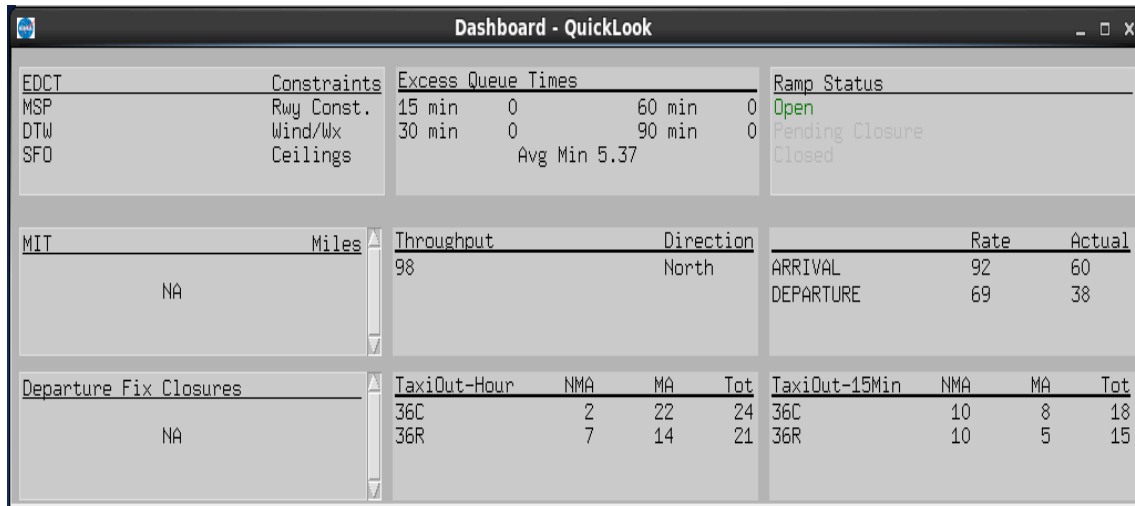 Dashboard - QuickLook
EDCT Constraints
MSP Rwy Const.
DTW Wind/Wx
SFO Ceilings
Excess Queue Times
15 min 0 60 min 0
30 min 0 90 min 0
Avg Min 5.37
Ramp Status
Open
Pending Closure
Closed
MIT Miles
NA
Throughput Direction
98 North
Rate Actual
ARRIVAL 92 60
DEPARTURE 69 38
Departure Fix Closures
NA
TaxiOut-Hour NMA MA Tot
36C 2 22 24
36R 7 14 21
TaxiOut-15Min NMA MA Tot
36C 10 8 18
36R 10 5 15